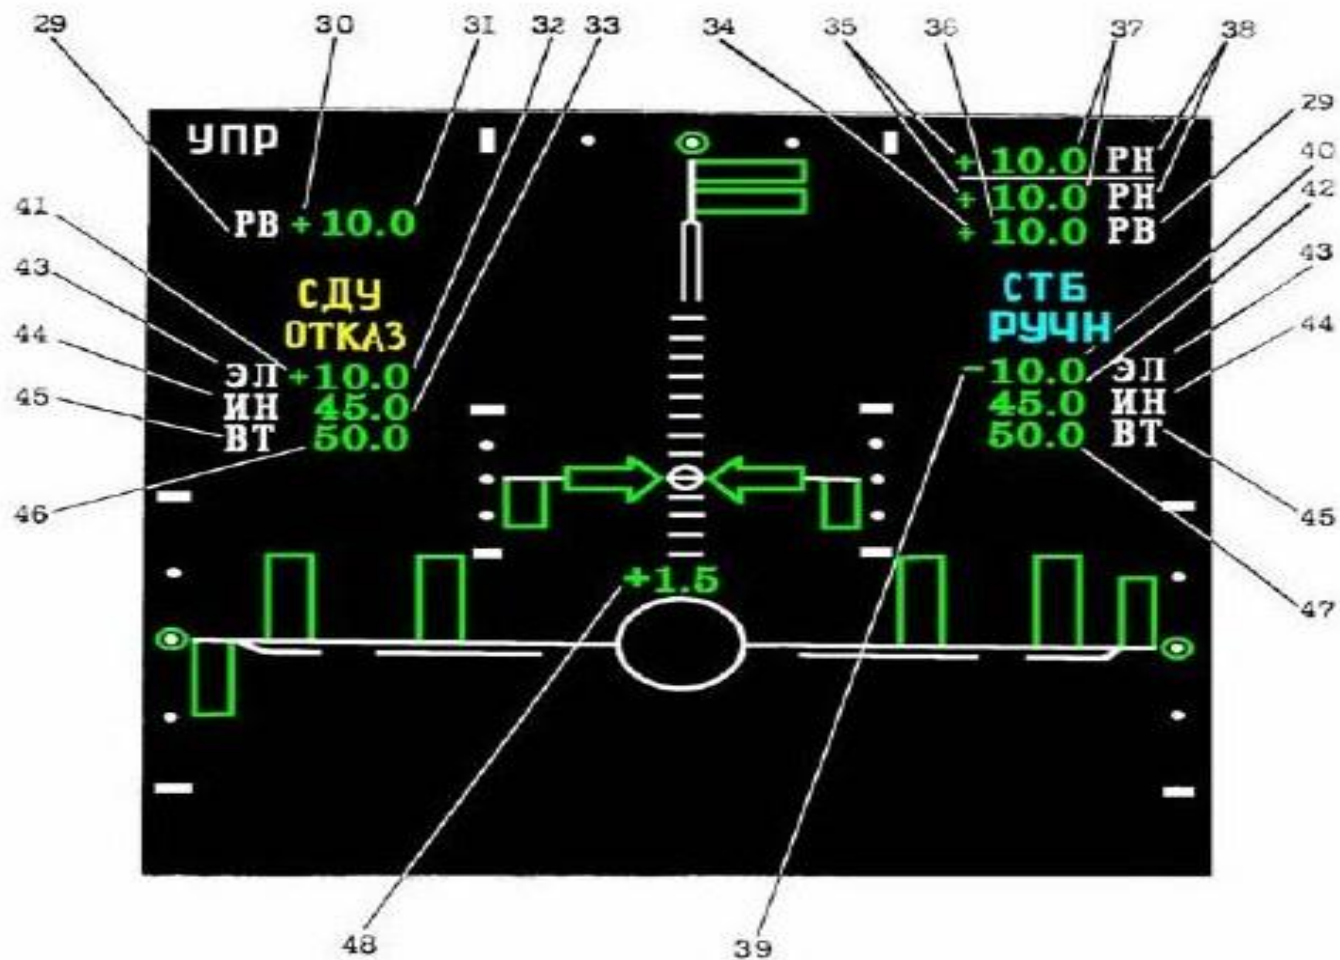 29 30 31 32 33 34 35 36 37 38
УПР
+10.0 РН
29
+10.0 РН
40
41
РВ +10.0
+10.0 РВ
42
43
СДУ
СТБ
43
ОТКАЗ
РУЧН
44
ЭЛ +10.0
-10.0 ЭЛ
44
45
ИН 45.0
45.0 ИН
ВТ 50.0
50.0 ВТ
46
45
+1.5
47
48
39